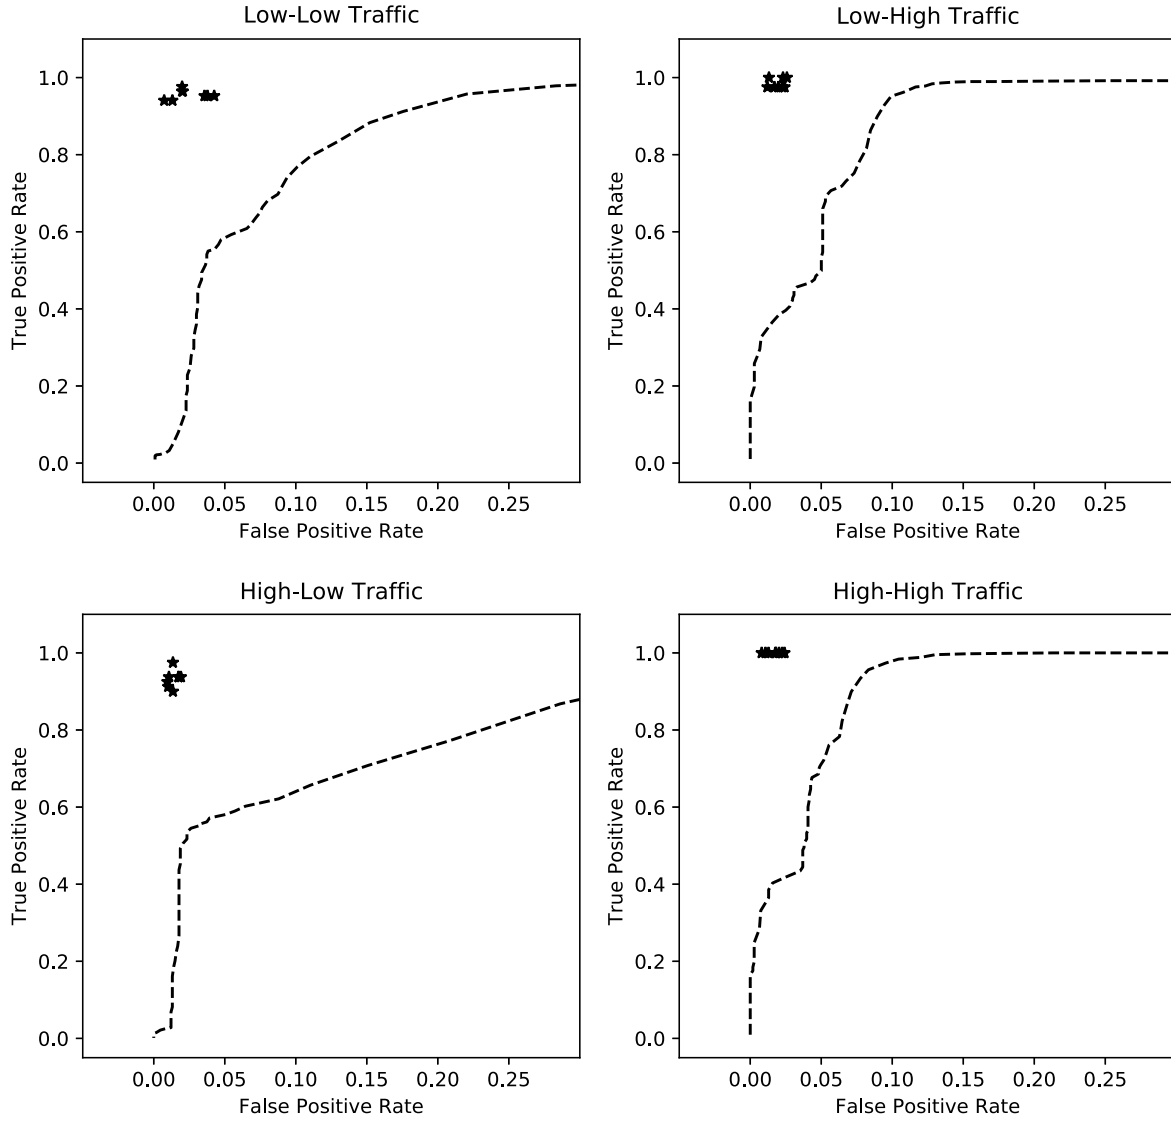 Low-Low Traffic
True Positive Rate
1.0
0.8
0.6
0.4
0.2
0.0
0.00 0.05 0.10 0.15 0.20 0.25
False Positive Rate
Low-High Traffic
True Positive Rate
1.0
0.8
0.6
0.4
0.2
0.0
0.00 0.05 0.10 0.15 0.20 0.25
False Positive Rate
High-Low Traffic
True Positive Rate
1.0
0.8
0.6
0.4
0.2
0.0
0.00 0.05 0.10 0.15 0.20 0.25
False Positive Rate
High-High Traffic
True Positive Rate
1.0
0.8
0.6
0.4
0.2
0.0
0.00 0.05 0.10 0.15 0.20 0.25
False Positive Rate